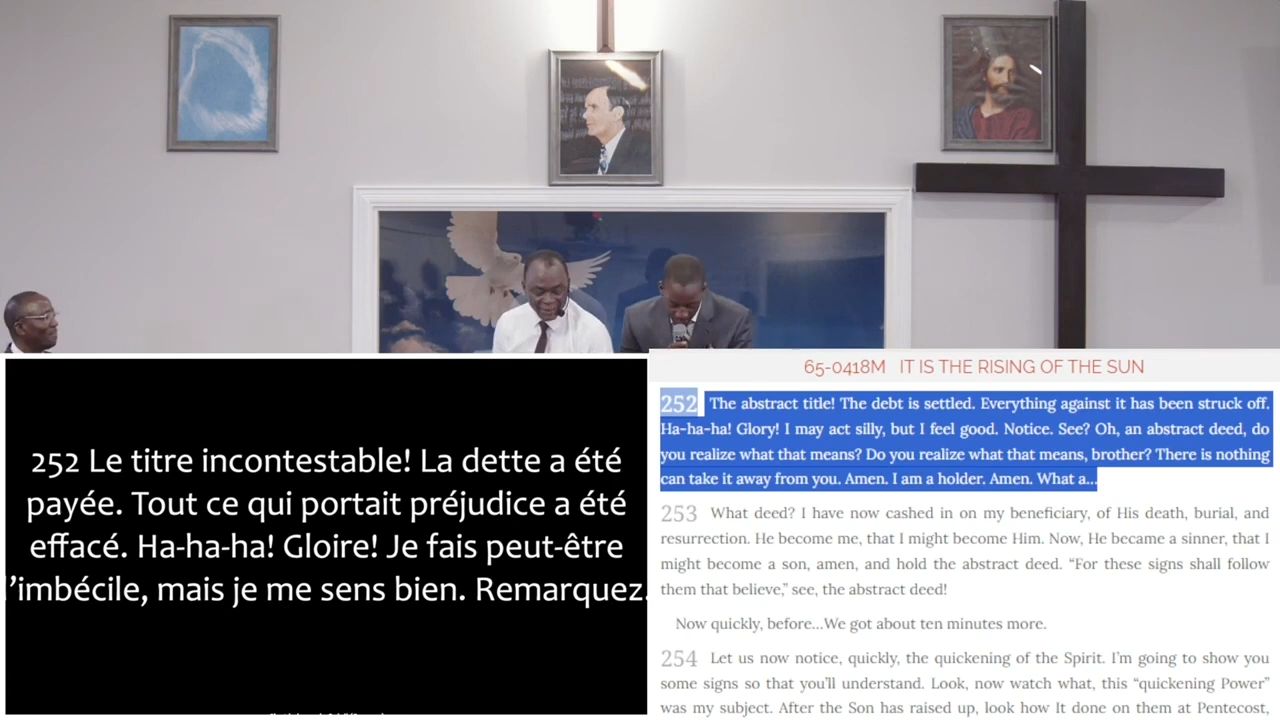 252 Le titre incontestable! La dette a été
payée. Tout ce qui portait préjudice a été
effacé. Ha-ha-ha! Gloire! Je fais peut-être
l'imbécile, mais je me sens bien. Remarquez.
65-0418M IT IS THE RISING OF THE SUN
252 The abstract title! The debt is settled. Everything against it has been struck off.
Ha-ha-ha! Glory! I may act silly, but I feel good. Notice. See? Oh, an abstract deed, do
you realize what that means? Do you realize what that means, brother? There is nothing
can take it away from you. Amen. I am a holder. Amen. What a...
253 What deed? I have now cashed in on my beneficiary, of His death, burial, and
resurrection. He become me, that I might become Him. Now, He became a sinner, that I
might become a son, amen, and hold the abstract deed. “For these signs shall follow
them that believe,” see, the abstract deed!
Now quickly, before...We got about ten minutes more.
254 Let us now notice, quickly, the quickening of the Spirit. I'm going to show you
some signs so that you'll understand. Look, now watch what, this “quickening Power”
was my subject. After the Son has raised up, look how It done on them at Pentecost,